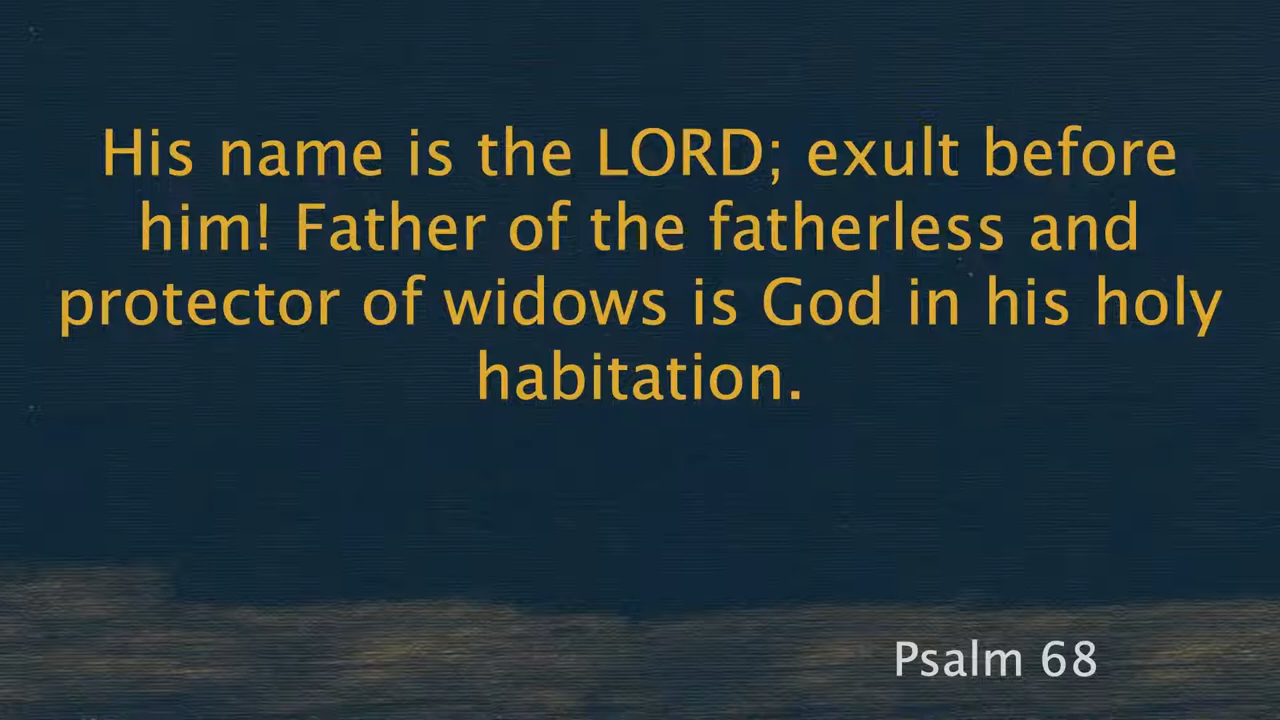 His name is the LORD; exult before
him! Father of the fatherless and
protector of widows is God in his holy
habitation.
Psalm 68